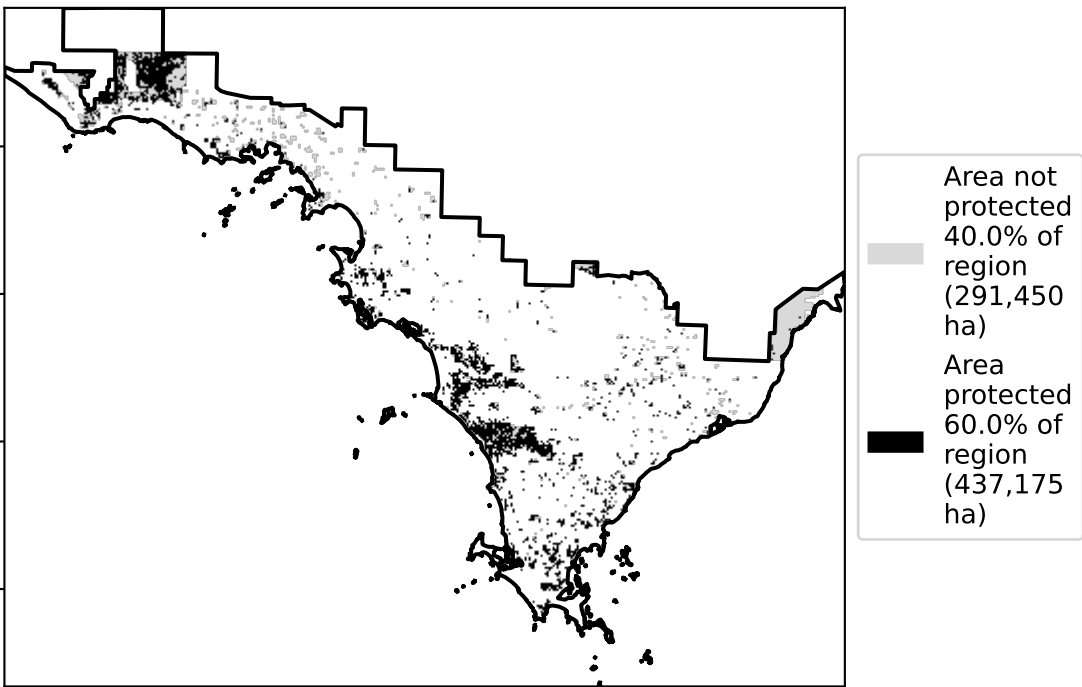 Area not
protected
40.0% of
region
(291,450
ha)
Area
protected
60.0% of
region
(437,175
ha)